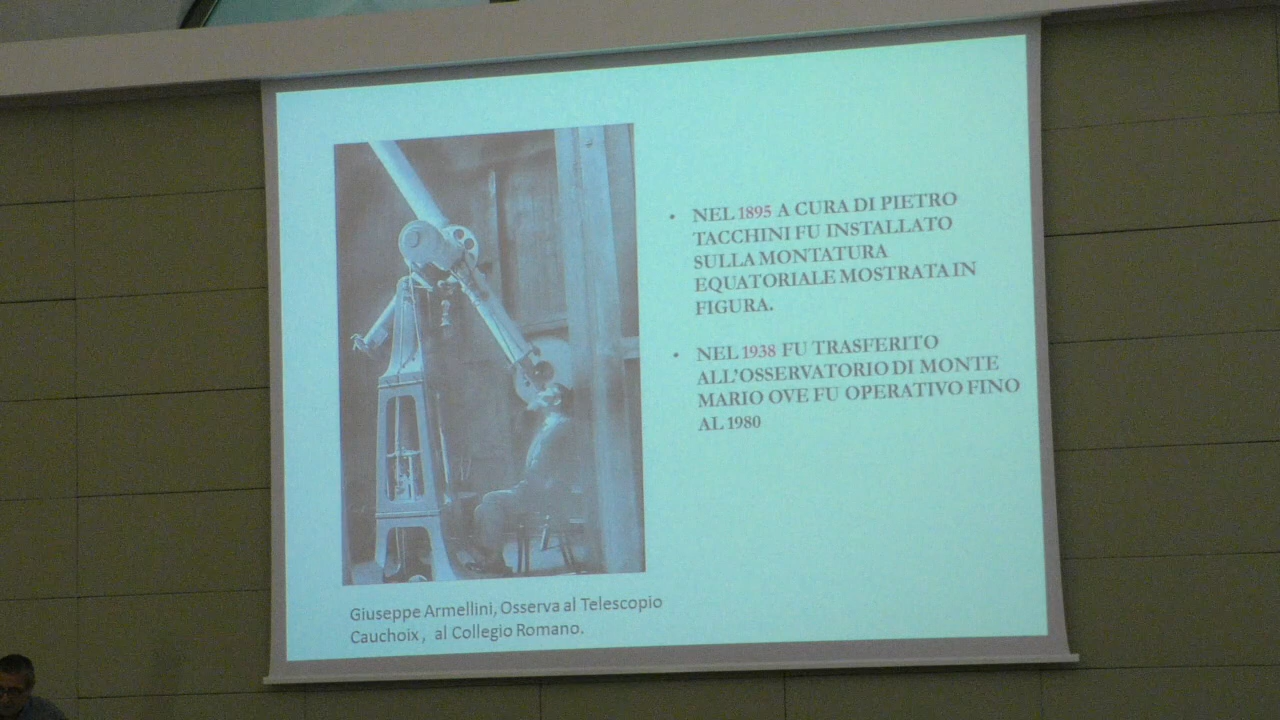 • NEL 1895 A CURA DI PIETRO
TACCHINI FU INSTALLATO
SULLA MONTATURA
EQUATORIALE MOSTRATA IN
FIGURA.
• NEL 1938 FU TRASFERITO
ALL'OSSERVATORIO DI MONTE
MARIO OVE FU OPERATIVO FINO
AL 1980
Giuseppe Armellini, Osserva al Telescopio
Cauchoix , al Collegio Romano.